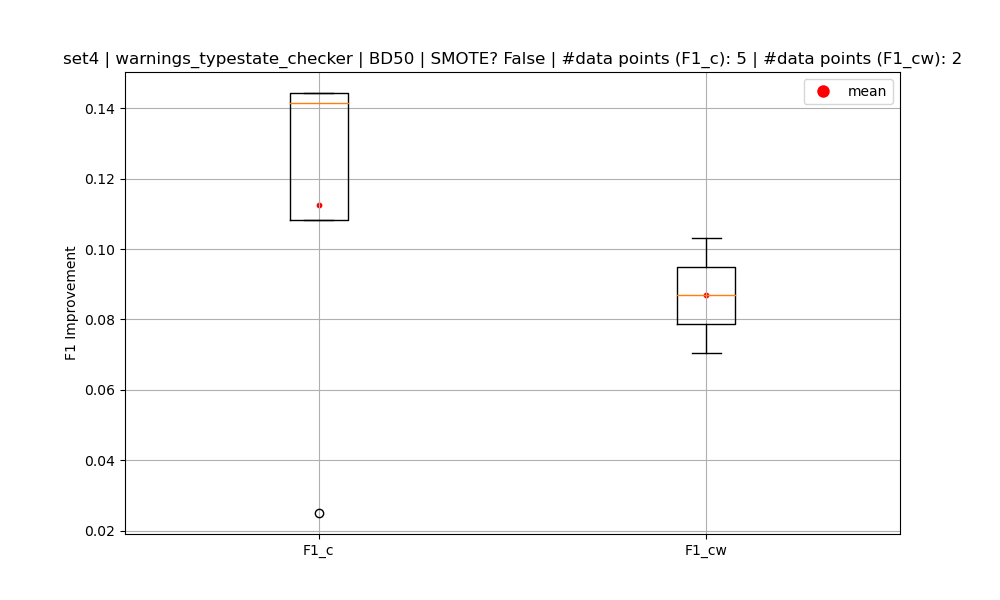 set4 | warnings_typestate_checker | BD50 | SMOTE? False | #data points (F1_c): 5 | #data points (F1_cw): 2
mean
0.14
0.12
0.10
0.08
0.06
0.04
0.02
F1 Improvement
F1_c
F1_cw